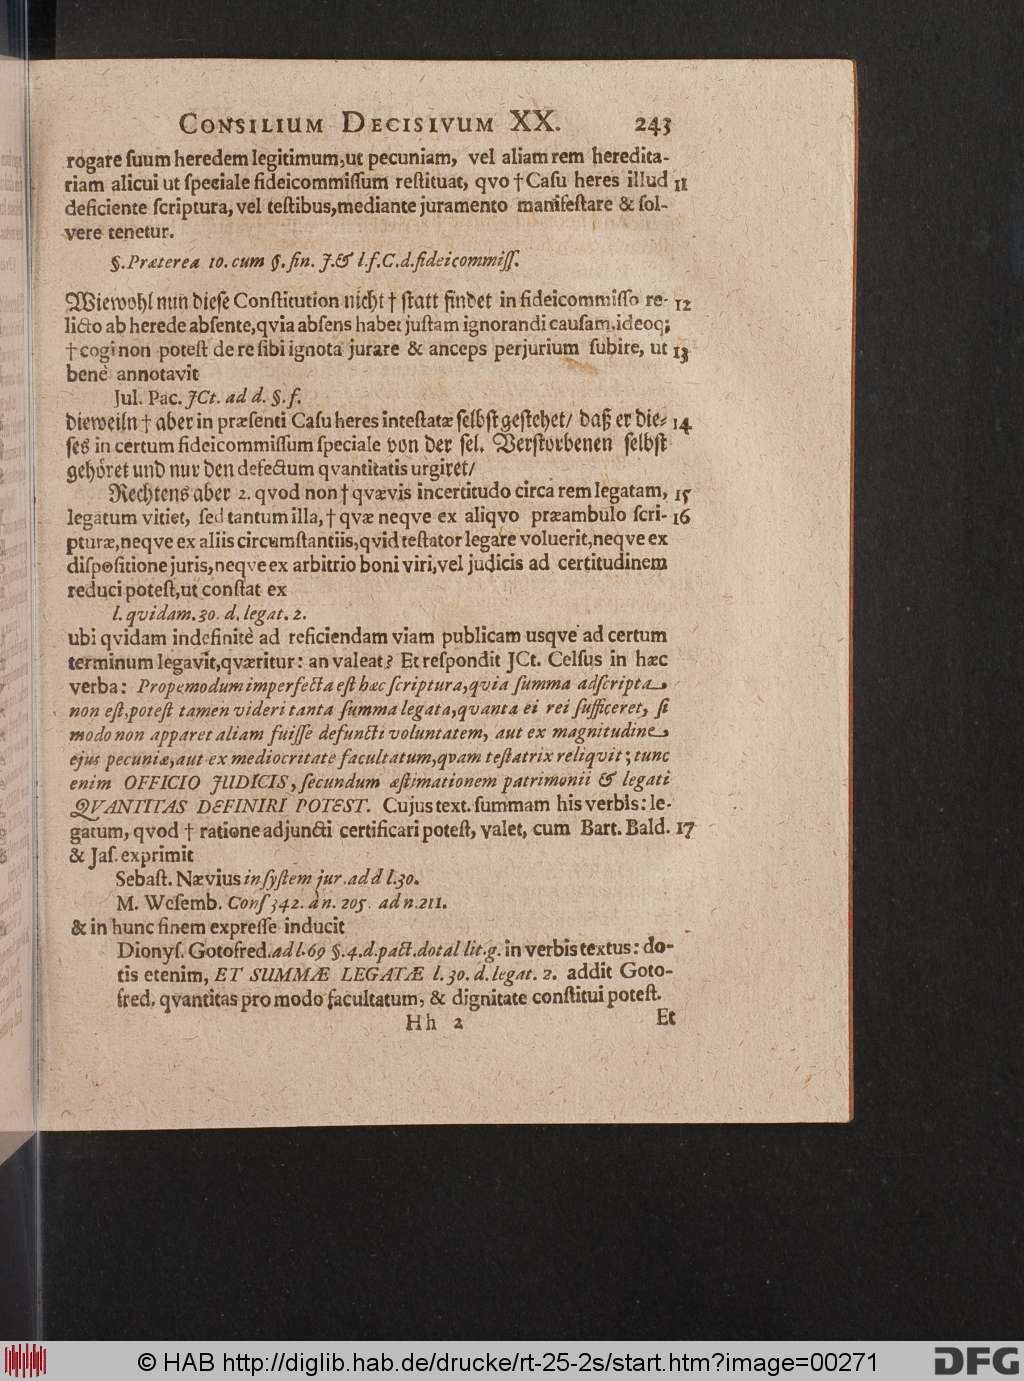 CONSILIUM DECISIVUM XX. 243
rogare ſuum heredem legitimum, ut pecuniam, vel aliam rem heredita-
riam alicui ut ſpeciale fideicommiſſum reſtituat, qvo † Caſu heres illud 11
deficiente ſcriptura, vel teſtibus, mediante juramento manifeſtare & ſol-
vere tenetur.
§. Præterea 10. cum §. fin. J. & l. f. C. d. fideicommiſſ.
Wiewohl nun dieſe Conſtitution nicht † ſtatt findet in fideicommiſſo re- 12
licto ab herede abſente, qvia abſens habet juſtam ignorandi cauſam, ideoq;
† cogi non poteſt de re ſibi ignota jurare & anceps perjurium ſubire, ut 13
benè annotavit
Jul. Pac. JCt. ad d. §. f.
dieweiln † aber in præſenti Caſu heres inteſtatæ ſelbſt geſtehet/ daß er die- 14
ſes in certum fideicommiſſum ſpeciale von der ſel. Verſtorbenen ſelbſt
gehöret und nur den defectum qvantitatis urgiret/
Rechtens aber 2. qvod non † qvævis incertitudo circa rem legatam, 15
legatum vitiet, ſed tantum illa, † qvæ neqve ex aliqvo præambulo ſcri- 16
pturæ, neqve ex aliis circumſtantiis, qvid teſtator legare voluerit, neqve ex
diſpoſitione juris, neqve ex arbitrio boni viri, vel judicis ad certitudinem
reduci poteſt, ut conſtat ex
l. qvidam. 30. d. legat. 2.
ubi qvidam indefinitè ad reficiendam viam publicam usqve ad certum
terminum legavit, qværitur: an valeat? Et reſpondit JCt. Celſus in hæc
verba: Propemodum imperfecta eſt hæc ſcriptura, qvia ſumma adſcripta
non eſt, poteſt tamen videri tanta ſumma legata, qvanta ei rei ſufficeret, ſi
modo non apparet aliam fuiſſe defuncti voluntatem, aut ex magnitudine
ejus pecuniæ, aut ex mediocritate facultatum, qvam teſtatrix reliqvit; tunc
enim OFFICIO JUDICIS, ſecundum æſtimationem patrimonii & legati
QVANTITAS DEFINIRI POTEST. Cujus text. ſummam his verbis: le-
gatum, qvod † ratione adjuncti certificari poteſt, valet, cum Bart. Bald. 17
& Jaſ. exprimit
Sebaſt. Nævius in ſyſtem jur. ad d l. 30.
M. Weſemb. Conſ 342. à n. 205. ad n. 211.
& in hunc finem expreſſe inducit
Dionyſ. Gotofred. ad l. 69 §. 4. d. pact. dotal lit. g. in verbis textus: do-
tis etenim, ET SUMMÆ LEGATÆ l. 30. d. legat. 2. addit Goto-
fred. qvantitas pro modo facultatum, & dignitate conſtitui poteſt.
Hh 2 Et
© HAB http://diglib.hab.de/drucke/rt-25-2s/start.htm?image=00271 DFG